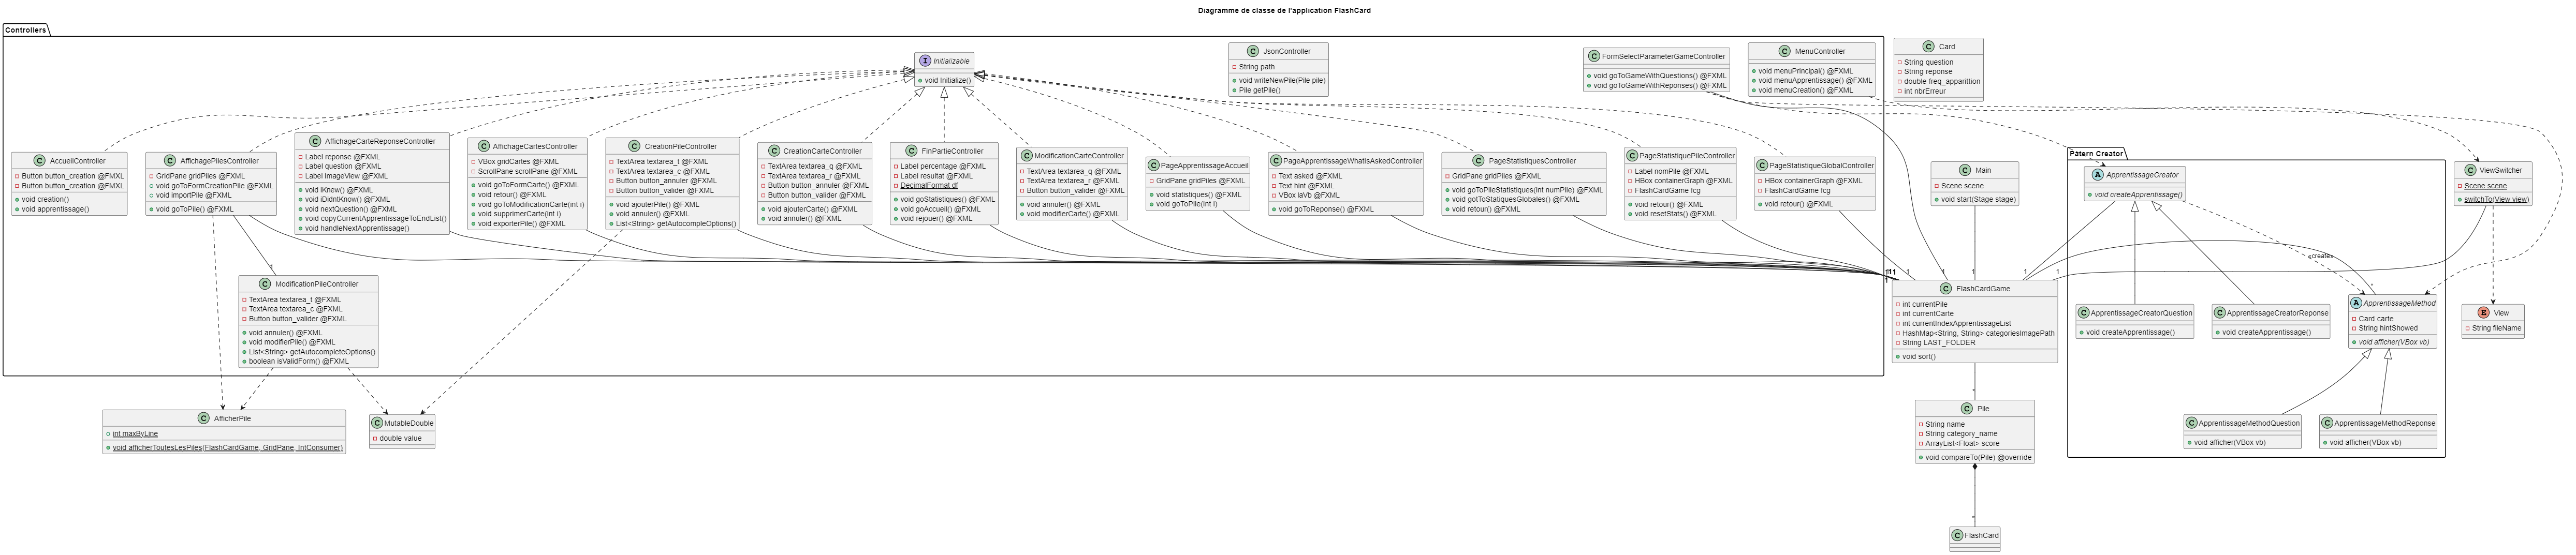 Diagramme de classe de l'application FlashCard
Controllers
Initializable
void Initialize()
JsonController
String path
void writeNewPile(Pile pile)
Pile getPile()
FormSelectParameterGameController
void goToGameWithQuestions() @FXML
void goToGameWithReponses() @FXML
MenuController
void menuPrincipal() @FXML
void menuApprentissage() @FXML
void menuCreation() @FXML
Card
String question
String reponse
double freq_apparittion
int nbrErreur
AccueilController
Button button_creation @FMXL
Button button_creation @FMXL
void creation()
void apprentissage()
AffichagePilesController
GridPane gridPiles @FXML
void goToFormCreationPile @FXML
void importPile @FXML
void goToPile() @FXML
AffichageCarteReponseController
Label reponse @FXML
Label question @FXML
Label ImageView @FXML
void iKnew() @FXML
void iDidntKnow() @FXML
void nextQuestion() @FXML
void copyCurrentApprentissageToEndList()
void handleNextApprentissage()
AffichageCartesController
VBox gridCartes @FXML
ScrollPane scrollPane @FXML
void goToFormCarte() @FXML
void retour() @FXML
void goToModificationCarte(int i)
void supprimerCarte(int i)
void exporterPile() @FXML
CreationPileController
TextArea textarea_t @FXML
TextArea textarea_c @FXML
Button button_annuler @FXML
Button button_valider @FXML
void ajouterPile() @FXML
void annuler() @FXML
List<String> getAutocompleOptions()
CreationCarteController
TextArea textarea_q @FXML
TextArea textarea_r @FXML
Button button_annuler @FXML
Button button_valider @FXML
void ajouterCarte() @FXML
void annuler() @FXML
FinPartieController
Label percentage @FXML
Label resultat @FXML
DecimalFormat df
void goStatistiques() @FXML
void goAccueil() @FXML
void rejouer() @FXML
ModificationCarteController
TextArea textarea_q @FXML
TextArea textarea_r @FXML
Button button_valider @FXML
void annuler() @FXML
void modifierCarte() @FXML
PageApprentissageAccueil
GridPane gridPiles @FXML
void statistiques() @FXML
void goToPile(int i)
PageApprentissageWhatIsAskedController
Text asked @FXML
Text hint @FXML
VBox laVb @FXML
void goToReponse() @FXML
PageStatistiquesController
GridPane gridPiles @FXML
void goToPileStatistiques(int numPile) @FXML
void gotToStatiquesGlobales() @FXML
void retour() @FXML
PageStatistiquePileController
Label nomPile @FXML
HBox containerGraph @FXML
FlashCardGame fcg
void retour() @FXML
void resetStats() @FXML
PageStatistiqueGlobalController
HBox containerGraph @FXML
FlashCardGame fcg
void retour() @FXML
Main
Scene scene
void start(Stage stage)
Patern Creator
ApprentissageCreator
void createApprentissage()
ViewSwitcher
Scene scene
switchTo(View view)
«create»
1
ModificationPileController
TextArea textarea_t @FXML
TextArea textarea_c @FXML
Button button_valider @FXML
void annuler() @FXML
void modifierPile() @FXML
List<String> getAutocompleteOptions()
boolean isValidForm() @FXML
1
1
1
1
1
FlashCardGame
int currentPile
int currentCarte
int currentIndexApprentissageList
HashMap<String, String> categoriesImagePath
String LAST_FOLDER
void sort()
ApprentissageCreatorQuestion
void createApprentissage()
ApprentissageCreatorReponse
void createApprentissage()
ApprentissageMethod
Card carte
String hintShowed
void afficher(VBox vb)
View
String fileName
AfficherPile
int maxByLine
void afficherToutesLesPiles(FlashCardGame, GridPane, IntConsumer)
MutableDouble
double value
Pile
String name
String category_name
ArrayList<Float> score
void compareTo(Pile) @override
ApprentissageMethodQuestion
void afficher(VBox vb)
ApprentissageMethodReponse
void afficher(VBox vb)
FlashCard